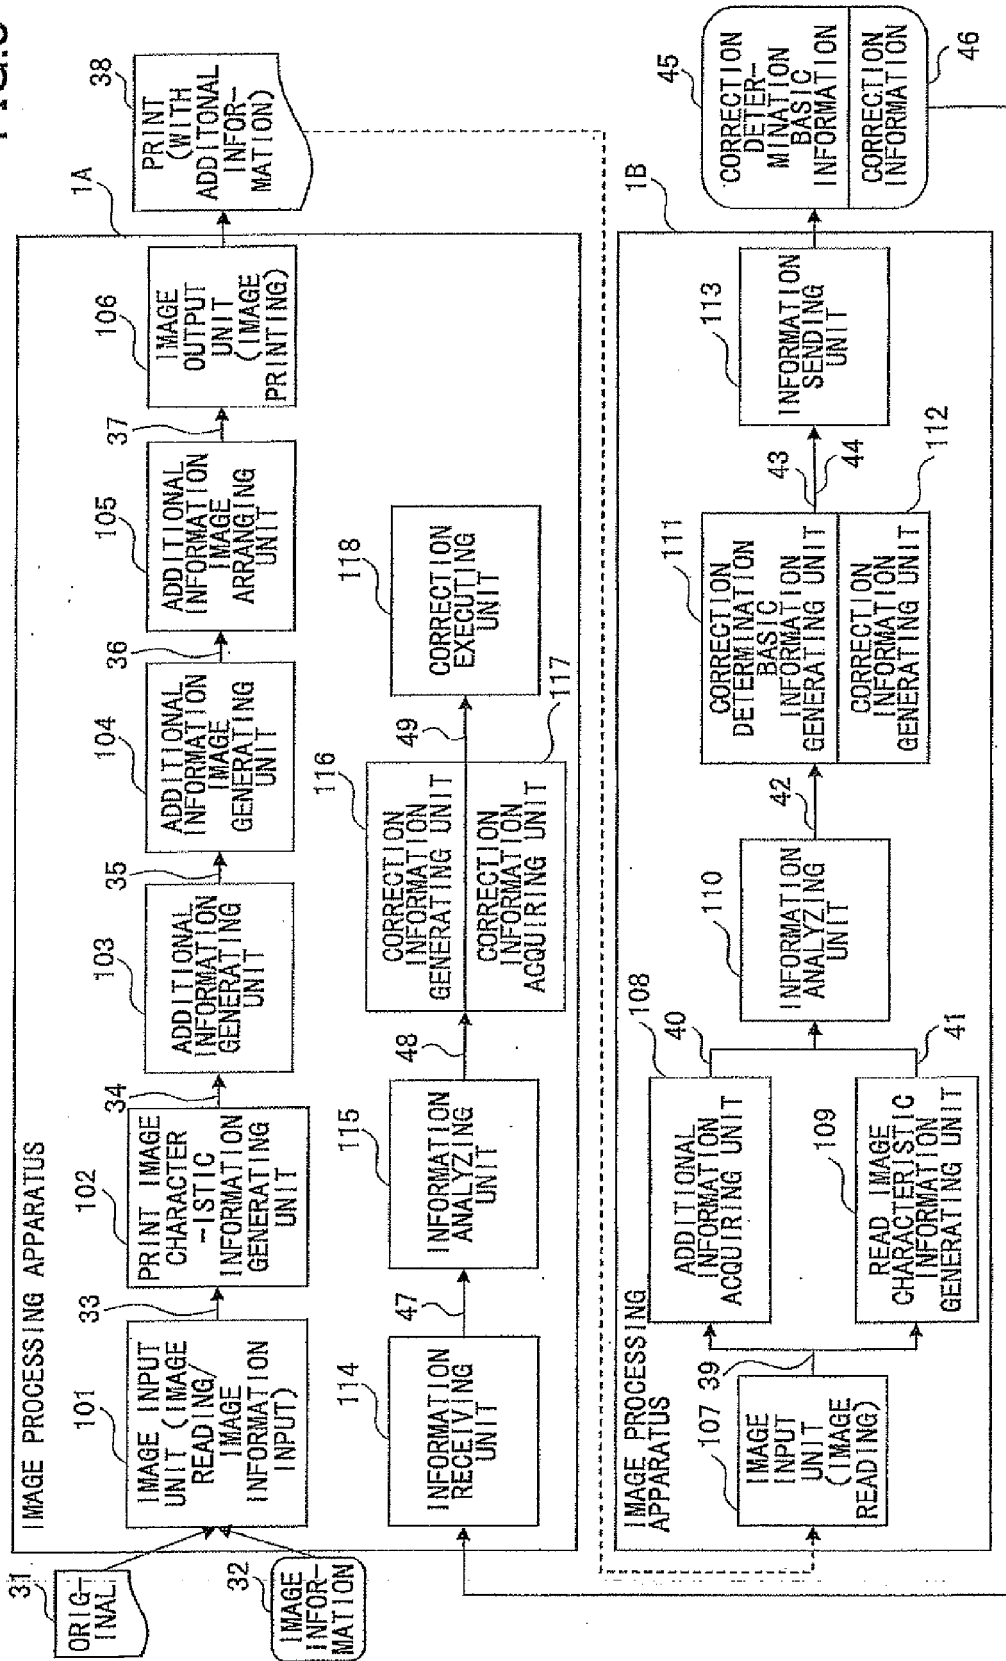 IMAGE PROCESSING APPARATUS
1A
31
ORIG-
INAL
32
IMAGE
INFOR-
MATION
101
IMAGE INPUT
UNIT (IMAGE
READING/
IMAGE
INFORMATION
INPUT)
33
102
PRINT IMAGE
CHARACTER
-ISTIC
INFORMATION
GENERATING
UNIT
34
103
ADDITIONAL
INFORMATION
GENERATING
UNIT
35
104
ADDITIONAL
INFORMATION
IMAGE
GENERATING
UNIT
36
105
ADDITIONAL
INFORMATION
IMAGE
ARRANGING
UNIT
37
106
IMAGE
OUTPUT
UNIT
(IMAGE
PRINTING)
38
PRINT
(WITH
ADDITONAL
INFOR-
MATION)
114
INFORMATION
RECEIVING
UNIT
47
115
INFORMATION
ANALYZING
UNIT
48
116
CORRECTION
INFORMATION
GENERATING UNIT
CORRECTION
INFORMATION
ACQUIRING UNIT
117
49
118
CORRECTION
EXECUTING
UNIT
IMAGE PROCESSING
APPARATUS
1B
107
IMAGE
INPUT
UNIT
(IMAGE
READING)
39
108
ADDITIONAL
INFORMATION
ACQUIRING UNIT
40
109
READ IMAGE
CHARACTERISTIC
INFORMATION
GENERATING UNIT
41
110
INFORMATION
ANALYZING
UNIT
42
111
CORRECTION
DETERMINATION
BASIC
INFORMATION
GENERATING UNIT
CORRECTION
INFORMATION
GENERATING UNIT
112
43
44
113
INFORMATION
SENDING
UNIT
45
CORRECTION
DETER-
MINATION
BASIC
INFORMATION
CORRECTION
INFORMATION
46